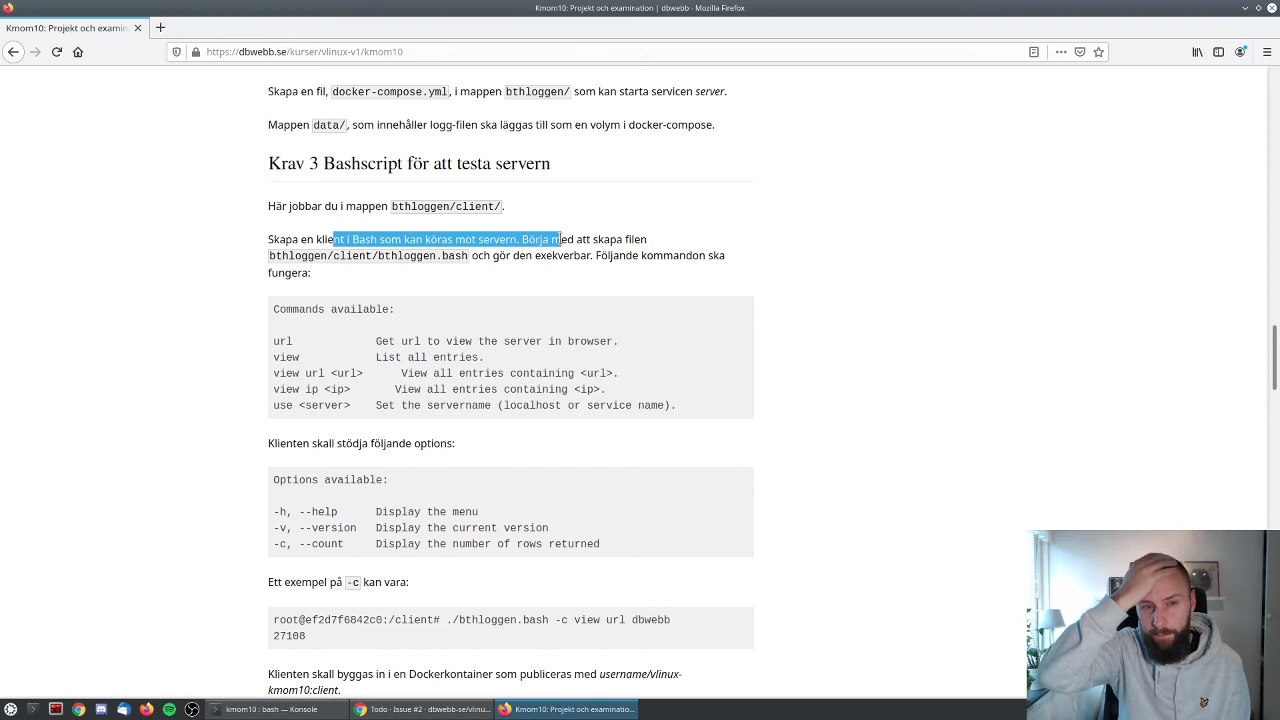 Kmom10: Projekt och examination | dbwebb - Mozilla Firefox
Kmom10: Projekt och examin
https://dbwebb.se/kurser/vlinux-v1/kmom10
Skapa en fil, docker-compose.yml, i mappen bthloggen/ som kan starta servicen server.
Mappen data/, som innehåller logg-filen ska läggas till som en volym i docker-compose.
Krav 3 Bashscript för att testa servern
Här jobbar du i mappen bthloggen/client/.
Skapa en klient i Bash som kan köras mot servern. Börja med att skapa filen
bthloggen/client/bthloggen.bash och gör den exekverbar. Följande kommandon ska
fungera:
Commands available:
url Get url to view the server in browser.
view List all entries.
view url <url> View all entries containing <url>.
view ip <ip> View all entries containing <ip>.
use <server> Set the servername (localhost or service name).
Klienten skall stödja följande options:
Options available:
-h, --help Display the menu
-v, --version Display the current version
-c, --count Display the number of rows returned
Ett exempel på -c kan vara:
root@ef2d7f6842c0:/client# ./bthloggen.bash -c view url dbwebb
27108
Klienten skall byggas in i en Dockerkontainer som publiceras med username/vlinux-
kmom10:client.
kmom10 : bash — Konsole
Todo · Issue #2 · dbwebb-se/vlinu...
Kmom10: Projekt och examinatio...